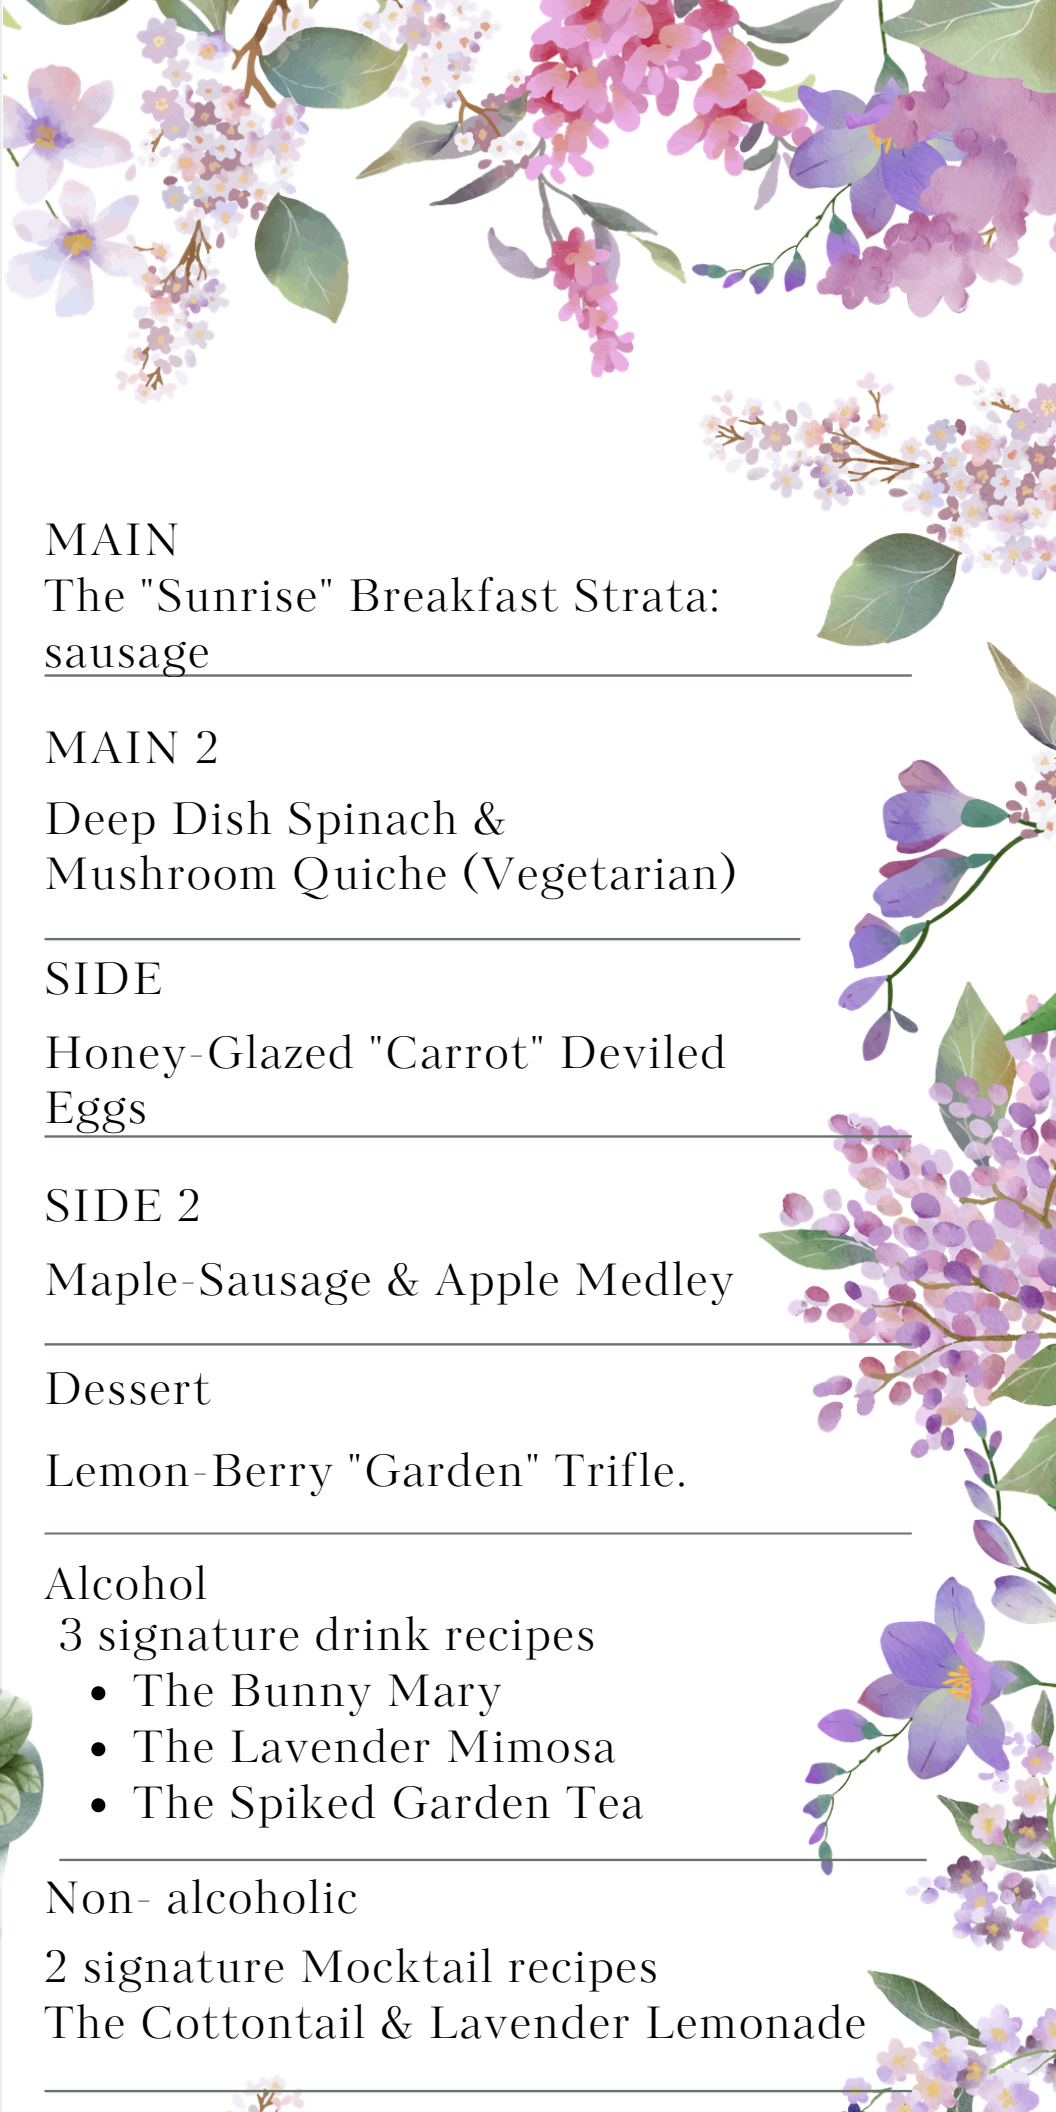 MAIN
The "Sunrise" Breakfast Strata:
sausage
MAIN 2
Deep Dish Spinach &
Mushroom Quiche (Vegetarian)
SIDE
Honey-Glazed "Carrot" Deviled
Eggs
SIDE 2
Maple-Sausage & Apple Medley
Dessert
Lemon-Berry "Garden" Trifle.
Alcohol
3 signature drink recipes
• The Bunny Mary
• The Lavender Mimosa
• The Spiked Garden Tea
Non- alcoholic
2 signature Mocktail recipes
The Cottontail & Lavender Lemonade